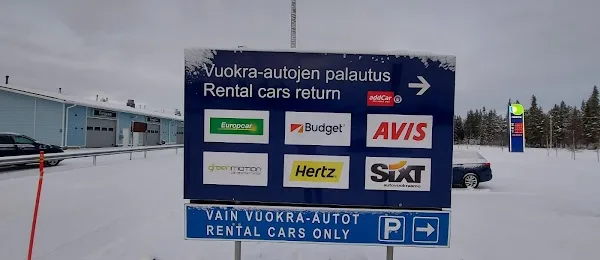 Vuokra-autojen palautus
Rental cars return
addCar
Europcar
Budget
AVIS
greenmotion
Hertz
SIXT
autovuokraamo
VAIN VUOKRA-AUTOT P
RENTAL CARS ONLY